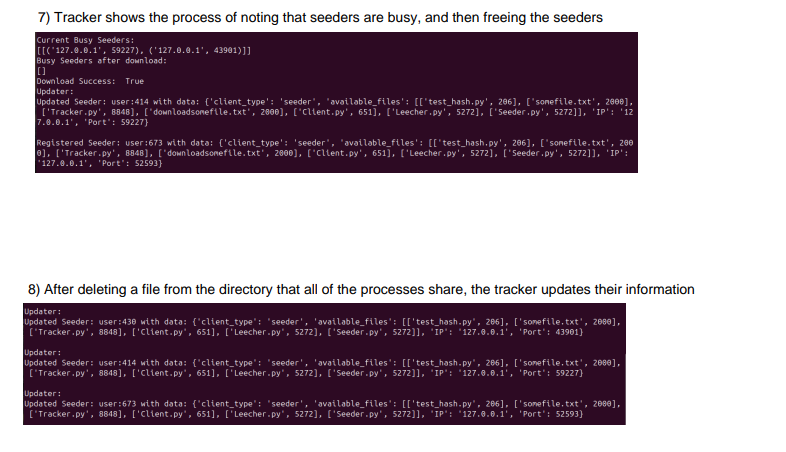 7) Tracker shows the process of noting that seeders are busy, and then freeing the seeders
Current Busy Seeders:
[[('127.0.0.1', 59227), ('127.0.0.1', 43901)]]
Busy Seeders after download:
[]
Download Success:  True
Updater:
Updated Seeder: user:414 with data: {'client_type': 'seeder', 'available_files': [['test_hash.py', 206], ['somefile.txt', 2000],
['Tracker.py', 8848], ['downloadsomefile.txt', 2000], ['Client.py', 651], ['Leecher.py', 5272], ['Seeder.py', 5272]], 'IP': '12
7.0.0.1', 'Port': 59227}
Registered Seeder: user:673 with data: {'client_type': 'seeder', 'available_files': [['test_hash.py', 206], ['somefile.txt', 200
0], ['Tracker.py', 8848], ['downloadsomefile.txt', 2000], ['Client.py', 651], ['Leecher.py', 5272], ['Seeder.py', 5272]], 'IP':
'127.0.0.1', 'Port': 52593}
8) After deleting a file from the directory that all of the processes share, the tracker updates their information
Updater:
Updated Seeder: user:430 with data: {'client_type': 'seeder', 'available_files': [['test_hash.py', 206], ['somefile.txt', 2000],
['Tracker.py', 8848], ['Client.py', 651], ['Leecher.py', 5272], ['Seeder.py', 5272]], 'IP': '127.0.0.1', 'Port': 43901}
Updater:
Updated Seeder: user:414 with data: {'client_type': 'seeder', 'available_files': [['test_hash.py', 206], ['somefile.txt', 2000],
['Tracker.py', 8848], ['Client.py', 651], ['Leecher.py', 5272], ['Seeder.py', 5272]], 'IP': '127.0.0.1', 'Port': 59227}
Updater:
Updated Seeder: user:673 with data: {'client_type': 'seeder', 'available_files': [['test_hash.py', 206], ['somefile.txt', 2000],
['Tracker.py', 8848], ['Client.py', 651], ['Leecher.py', 5272], ['Seeder.py', 5272]], 'IP': '127.0.0.1', 'Port': 52593}